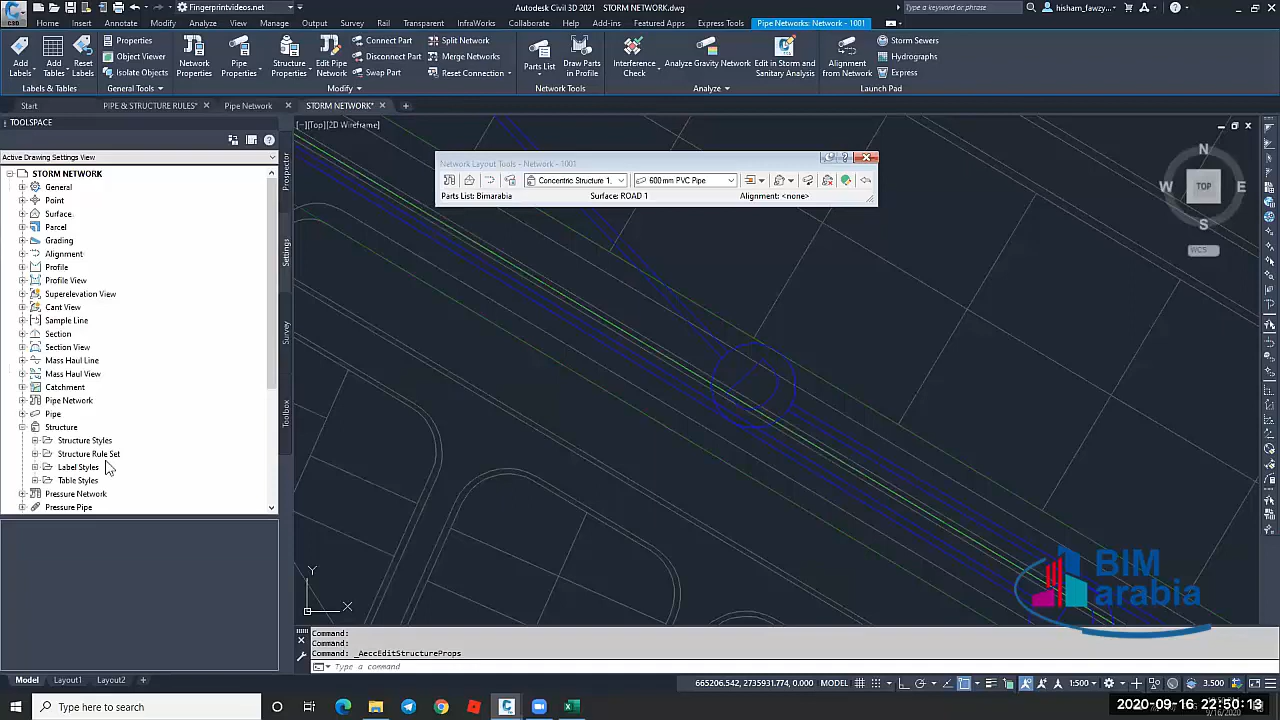 Fingerprintvideos.net
Autodesk Civil 3D 2021 STORM NETWORK.dwg
Type a keyword or phrase
hisham_fawzy...
Home Insert Annotate Modify Analyze View Manage Output Survey Rail Transparent InfraWorks Collaborate Help Add-ins Featured Apps Express Tools Pipe Networks: Network - 1001
Add Labels
Add Tables
Reset Labels
Labels & Tables
Properties
Object Viewer
Isolate Objects
General Tools
Network Properties
Pipe Properties
Structure Properties
Edit Pipe Network
Connect Part
Disconnect Part
Swap Part
Split Network
Merge Networks
Reset Connection
Modify
Parts List
Draw Parts in Profile
Network Tools
Interference Check
Analyze Gravity Network
Edit in Storm and Sanitary Analysis
Analyze
Alignment from Network
Storm Sewers
Hydrographs
Express
Launch Pad
Start PIPE & STRUCTURE RULES* Pipe Network STORM NETWORK*
TOOLSPACE
Active Drawing Settings View
STORM NETWORK
General
Point
Surface
Parcel
Grading
Alignment
Profile
Profile View
Superelevation View
Cant View
Sample Line
Section
Section View
Mass Haul Line
Mass Haul View
Catchment
Pipe Network
Pipe
Structure
Structure Styles
Structure Rule Set
Label Styles
Table Styles
Pressure Network
Pressure Pipe
Prospector
Settings
Survey
Toolbox
[−][Top][2D Wireframe]
Network Layout Tools - Network - 1001
Concentric Structure 1, 600 mm PVC Pipe
Parts List: Bimarabia Surface: ROAD 1 Alignment: <none>
N
W TOP E
S
WCS
Y
X
BIM
arabia
Command:
Command:
Command: _AeccEditStructureProps
Type a command
Model Layout1 Layout2 +
665206.542, 2735931.774, 0.000 MODEL 1:500 3.500
Type here to search
2020-09-16 22:50:13